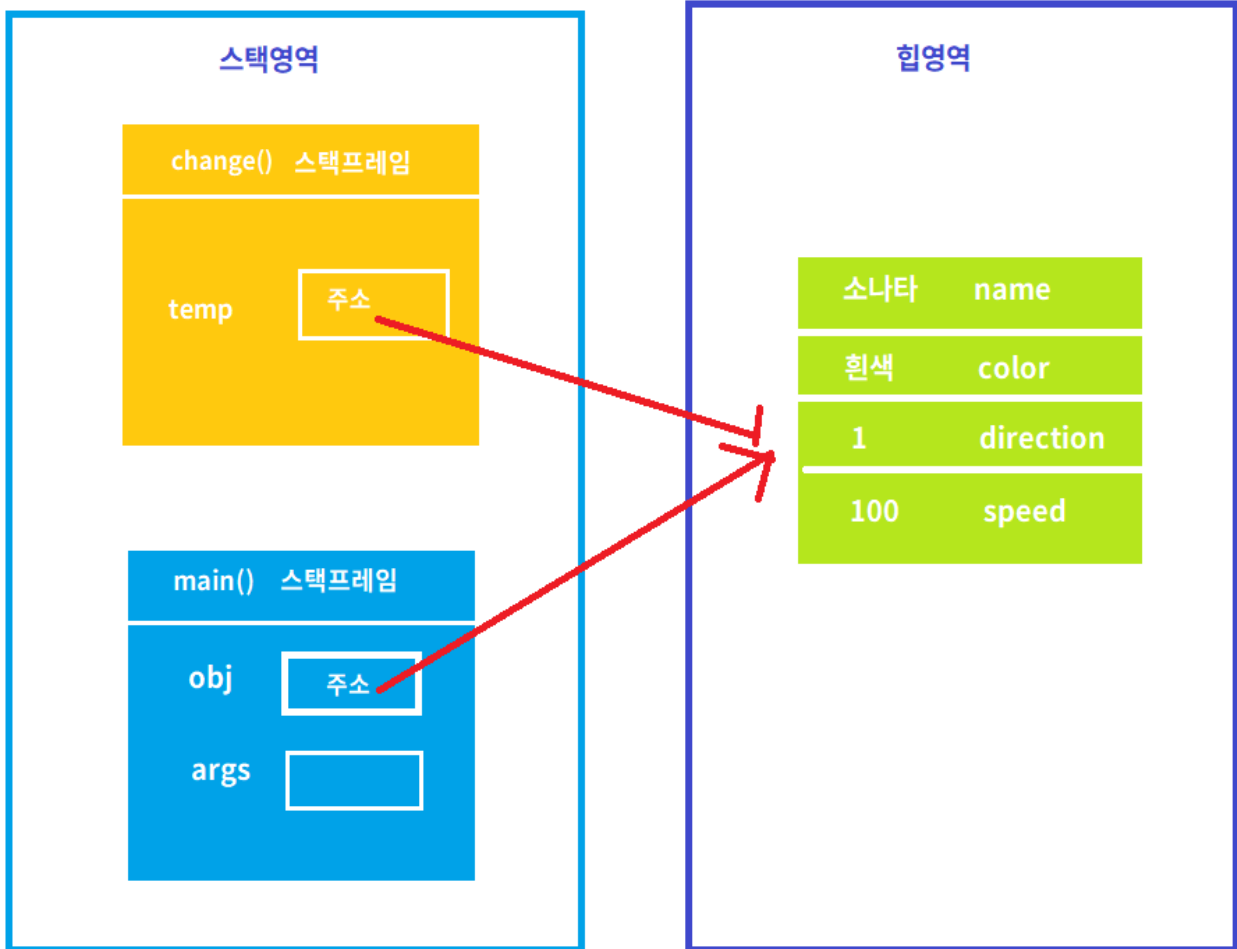 스택영역
change() 스택프레임
temp 주소
main() 스택프레임
obj 주소
args
힙영역
소나타 name
흰색 color
1 direction
100 speed